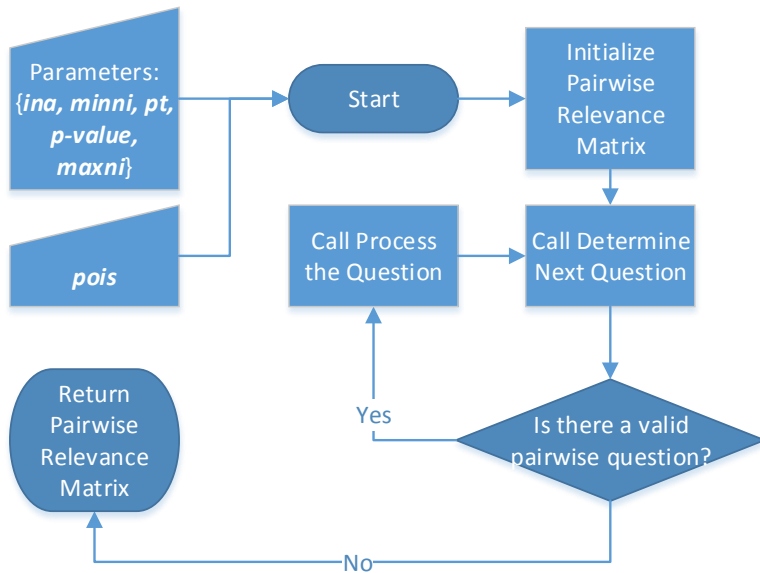 Parameters:
{ina, minni, pt,
p-value,
maxni}
Start
Initialize
Pairwise
Relevance
Matrix
pois
Call Process
the Question
Call Determine
Next Question
Return
Pairwise
Relevance
Matrix
Yes
Is there a valid
pairwise question?
No